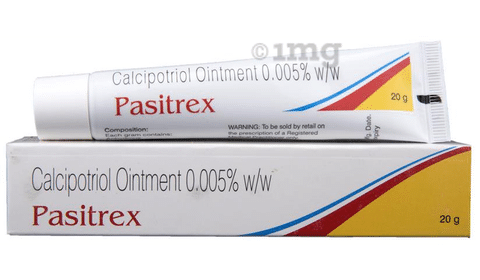 ©1mg
Calcipotriol Ointment 0.005% w/w
Pasitrex
20 g
Composition:
Each gram contains:
WARNING: To be sold by retail on
the prescription of a Registered
Date.
Calcipotriol Ointment 0.005% w/w
Pasitrex
20 g